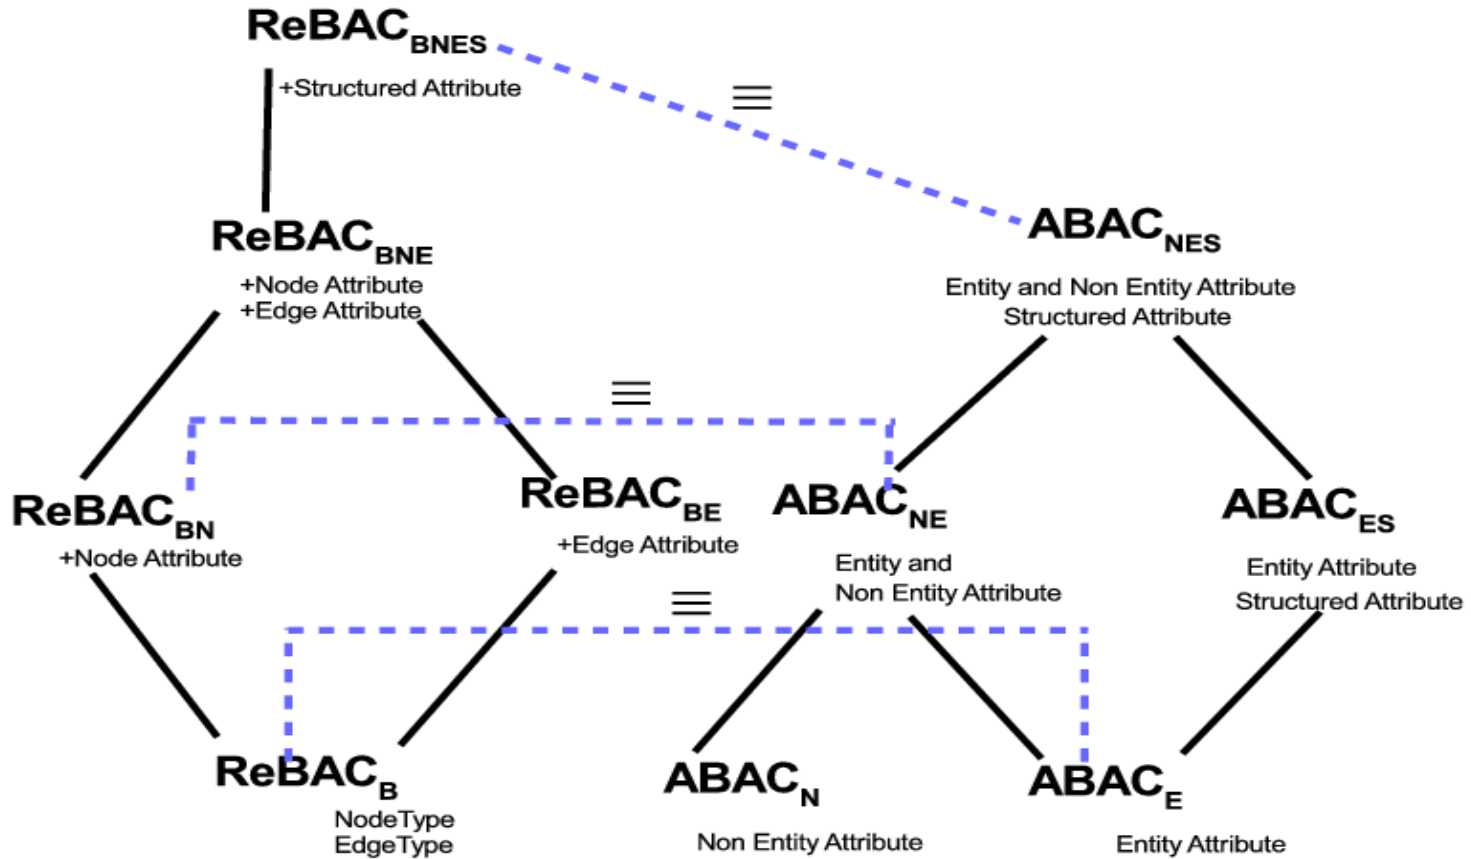 ReBAC_BNES
+Structured Attribute
≡
ReBAC_BNE
+Node Attribute
+Edge Attribute
ABAC_NES
Entity and Non Entity Attribute
Structured Attribute
≡
ReBAC_BN
+Node Attribute
ReBAC_BE
+Edge Attribute
ABAC_NE
Entity and
Non Entity Attribute
ABAC_ES
Entity Attribute
Structured Attribute
≡
ReBAC_B
NodeType
EdgeType
ABAC_N
Non Entity Attribute
ABAC_E
Entity Attribute